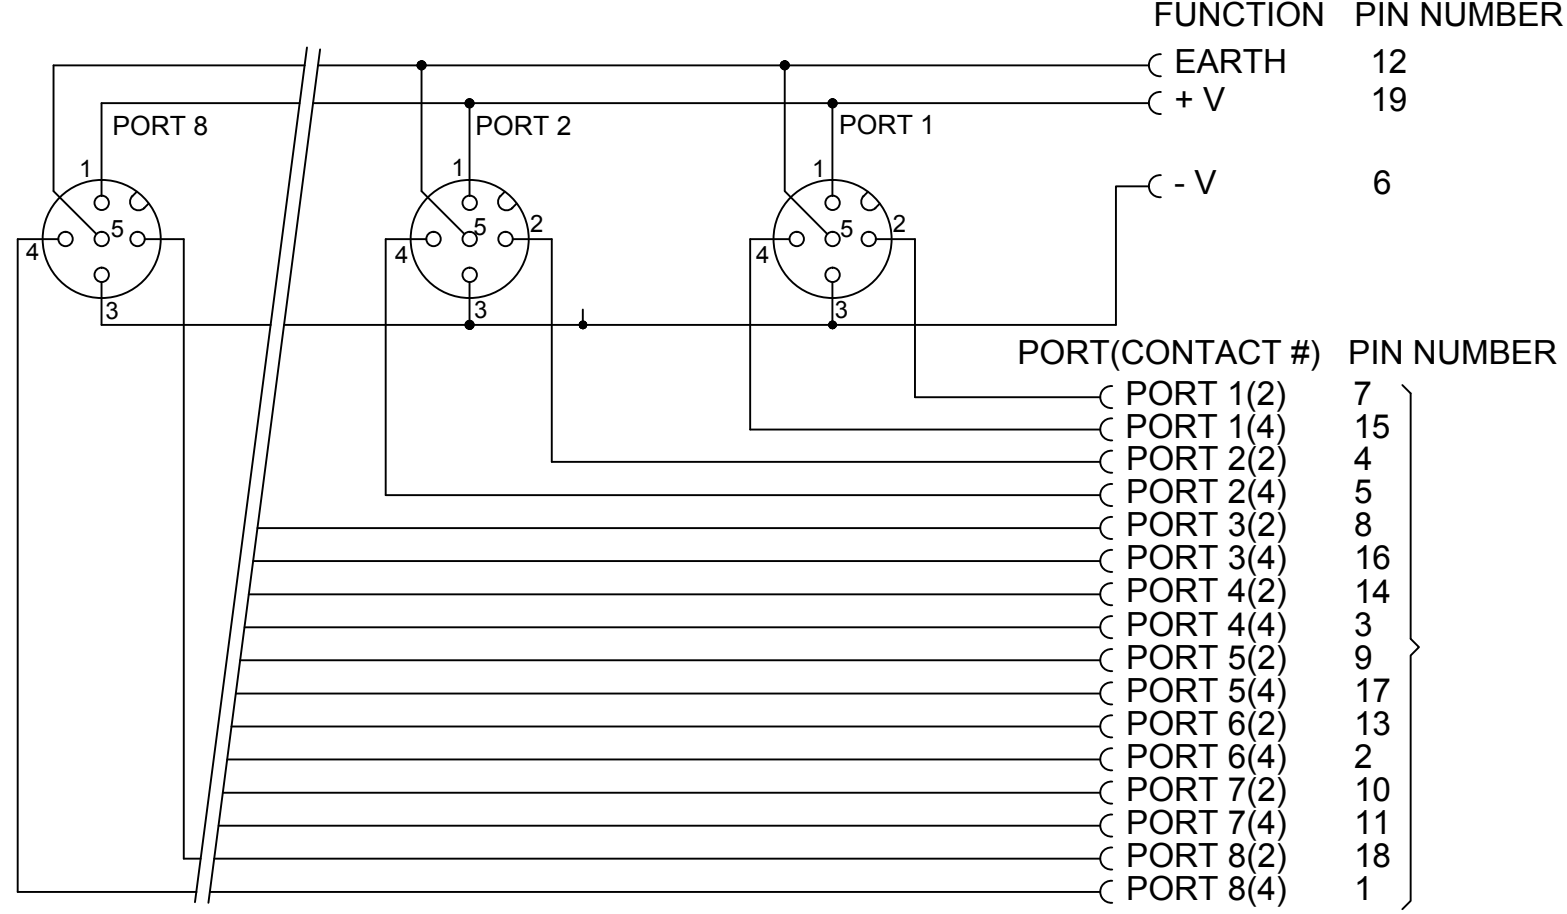 FUNCTION PIN NUMBER
EARTH 12
+ V 19
PORT 8 PORT 2 PORT 1
1 1 1
- V 6
5 5 2 5 2
4 4 4
3 3 3
PORT(CONTACT #) PIN NUMBER
PORT 1(2) 7
PORT 1(4) 15
PORT 2(2) 4
PORT 2(4) 5
PORT 3(2) 8
PORT 3(4) 16
PORT 4(2) 14
PORT 4(4) 3
PORT 5(2) 9
PORT 5(4) 17
PORT 6(2) 13
PORT 6(4) 2
PORT 7(2) 10
PORT 7(4) 11
PORT 8(2) 18
PORT 8(4) 1